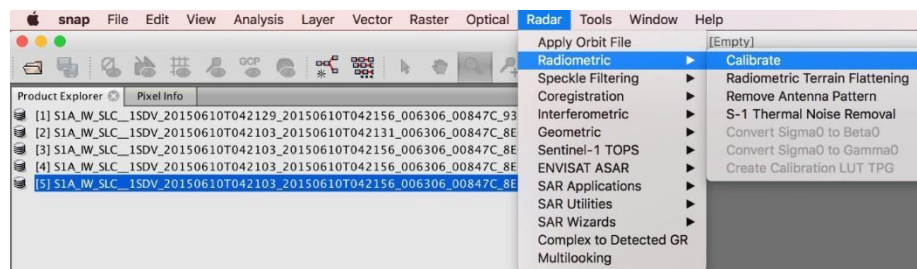 snap File Edit View Analysis Layer Vector Raster Optical Radar Tools Window Help
[Empty]
GCP
Product Explorer Pixel Info
[1] S1A_IW_SLC__1SDV_20150610T042129_20150610T042156_006306_00847C_93
[2] S1A_IW_SLC__1SDV_20150610T042103_20150610T042131_006306_00847C_8E
[3] S1A_IW_SLC__1SDV_20150610T042103_20150610T042156_006306_00847C_8E
[4] S1A_IW_SLC__1SDV_20150610T042103_20150610T042156_006306_00847C_8E
[5] S1A_IW_SLC__1SDV_20150610T042103_20150610T042156_006306_00847C_8E
Apply Orbit File
Radiometric
Speckle Filtering
Coregistration
Interferometric
Geometric
Sentinel-1 TOPS
ENVISAT ASAR
SAR Applications
SAR Utilities
SAR Wizards
Complex to Detected GR
Multilooking
Calibrate
Radiometric Terrain Flattening
Remove Antenna Pattern
S-1 Thermal Noise Removal
Convert Sigma0 to Beta0
Convert Sigma0 to Gamma0
Create Calibration LUT TPG